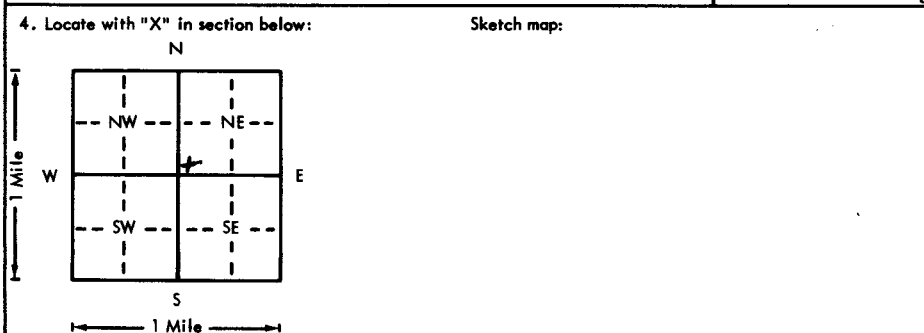 4. Locate with "X" in section below: Sketch map:
N
NW NE
1 Mile W E
SW SE
S
1 Mile